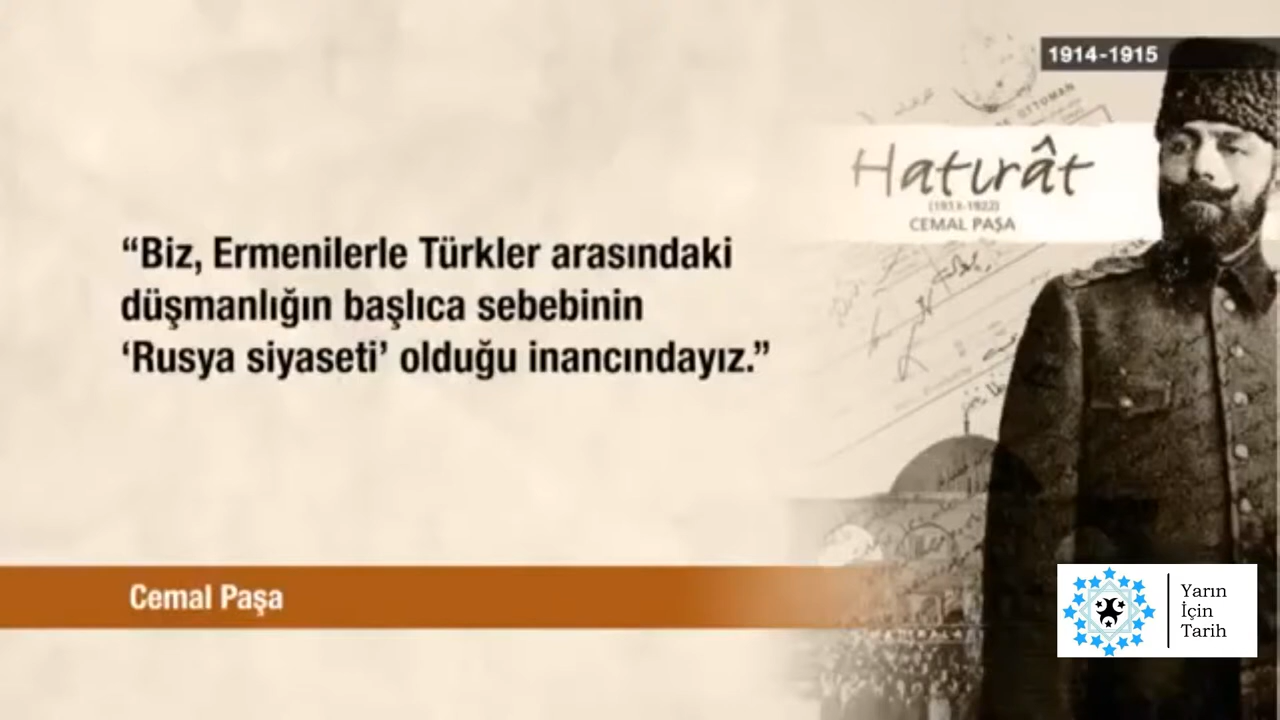 1914-1915
Hatırât
CEMAL PAŞA
“Biz, Ermenilerle Türkler arasındaki
düşmanlığın başlıca sebebinin
‘Rusya siyaseti’ olduğu inancındayız.”
Cemal Paşa
Yarın
İçin
Tarih